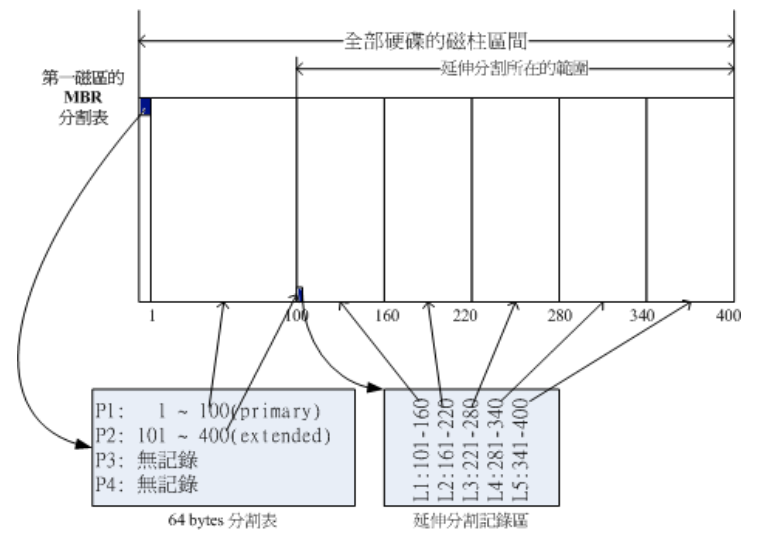 全部硬碟的磁柱區間
延伸分割所在的範圍
第一磁區的
MBR
分割表
1
100
160
220
280
340
400
P1: 1 ~ 100(primary)
P2: 101 ~ 400(extended)
P3: 無記錄
P4: 無記錄
64 bytes 分割表
L1:101-160
L2:161-220
L3:221-280
L4:281-340
L5:341-400
延伸分割記錄區